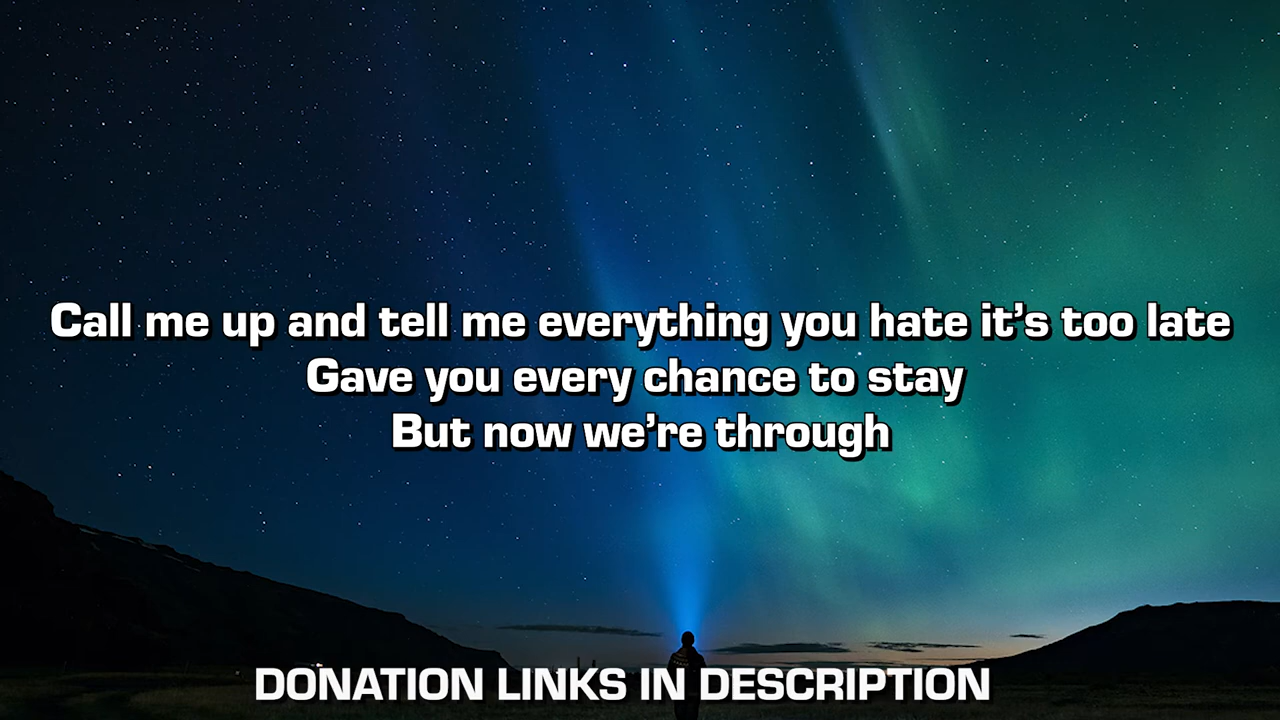 Call me up and tell me everything you hate it’s too late
Gave you every chance to stay
But now we’re through
DONATION LINKS IN DESCRIPTION